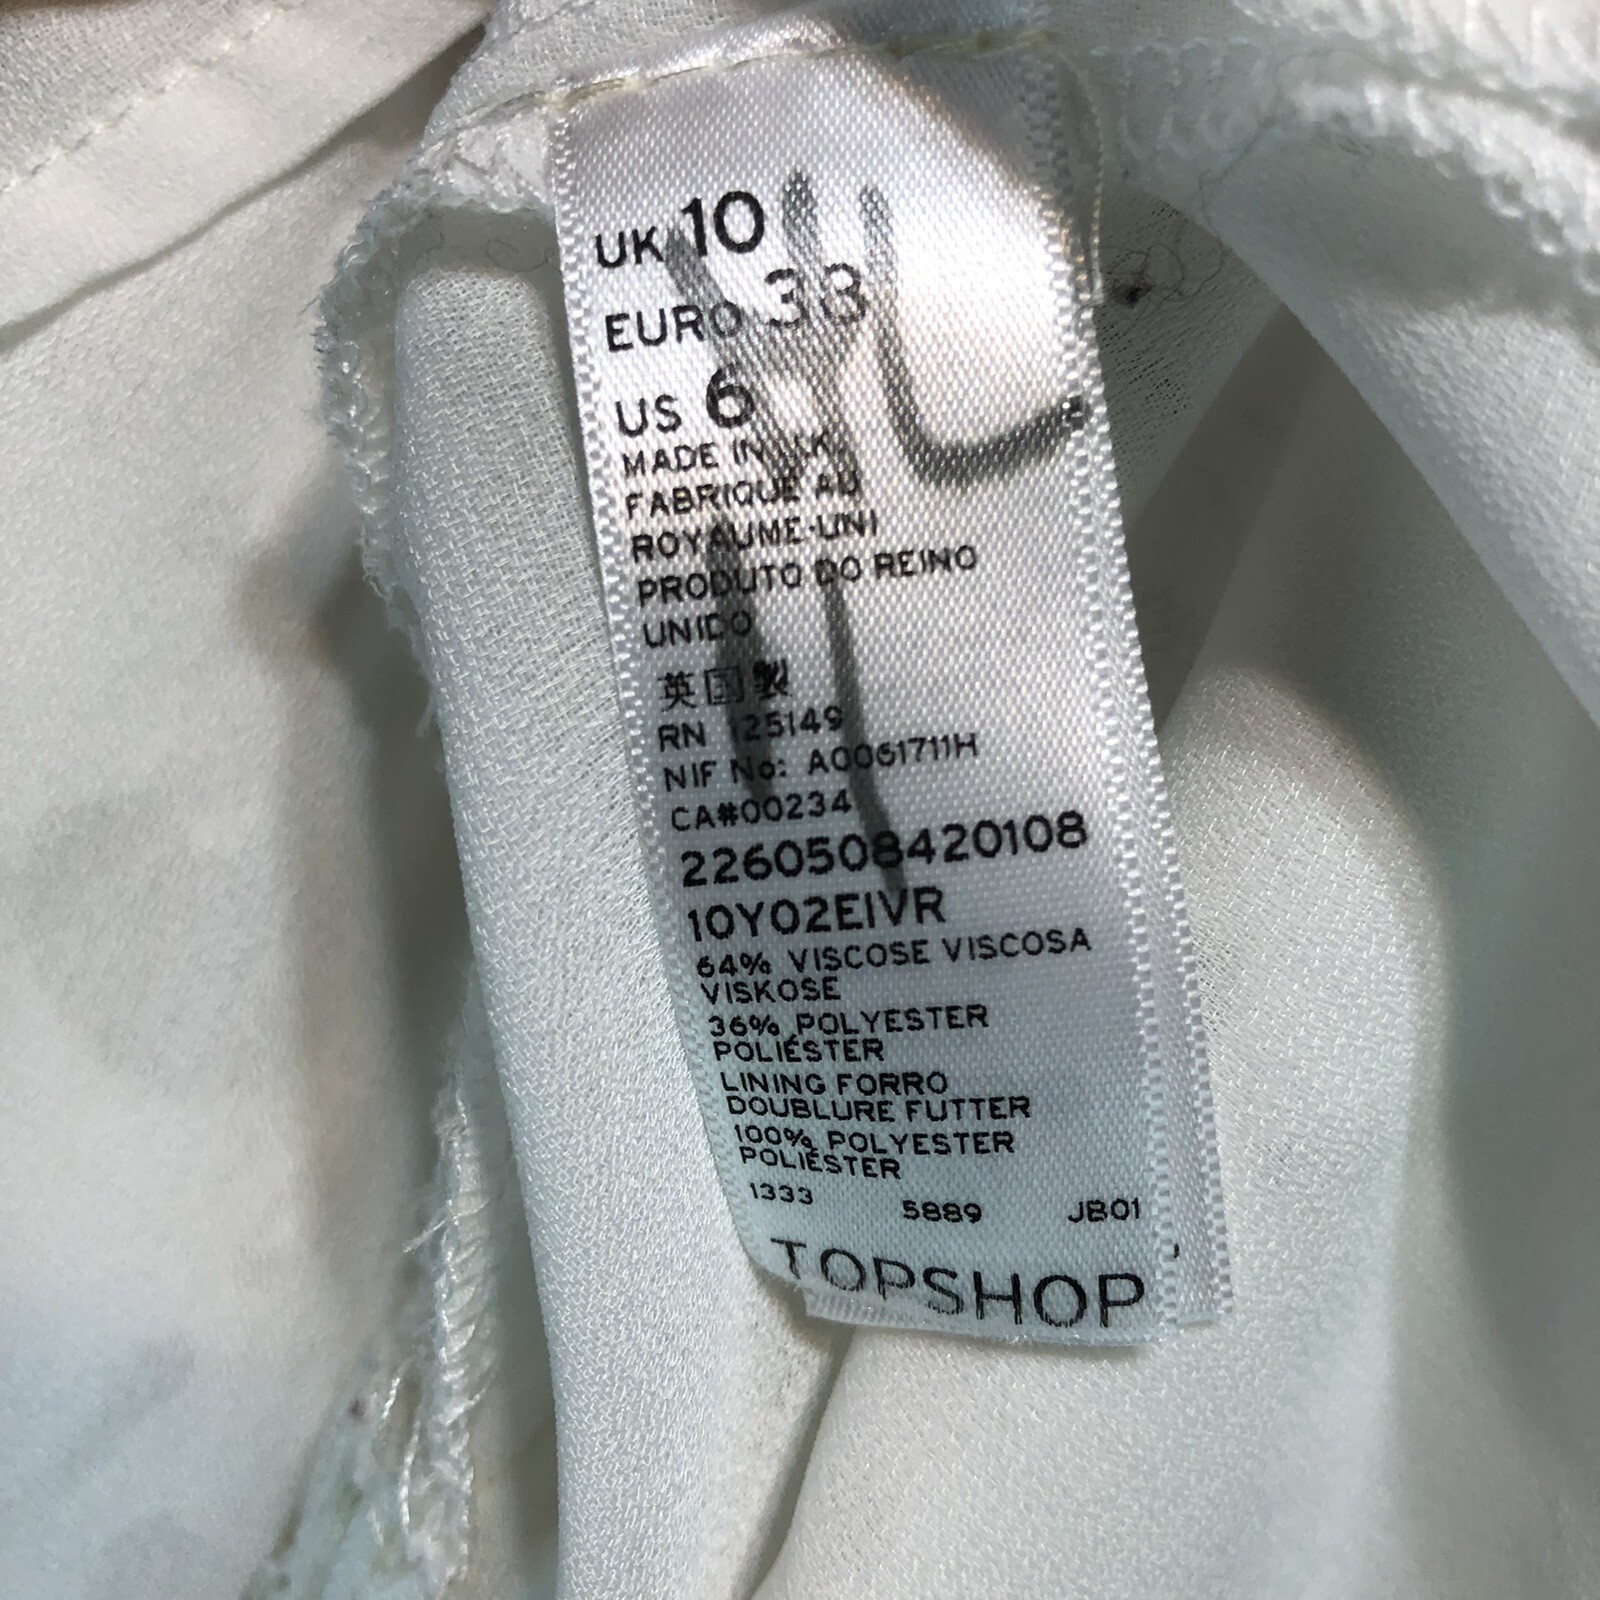 UK 10
EURO 38
US 6
MADE IN UK
FABRIQUE AU
ROYAUME-UNI
PRODUTO DO REINO
UNIDO
英国製
RN 125149
NIF No: A0061711H
CA#00234
2260508420108
10Y02EIVR
64% VISCOSE VISCOSA
VISKOSE
36% POLYESTER
POLIÉSTER
LINING FORRO
DOUBLURE FUTTER
100% POLYESTER
POLIÉSTER
1333 5889 JB01
TOPSHOP